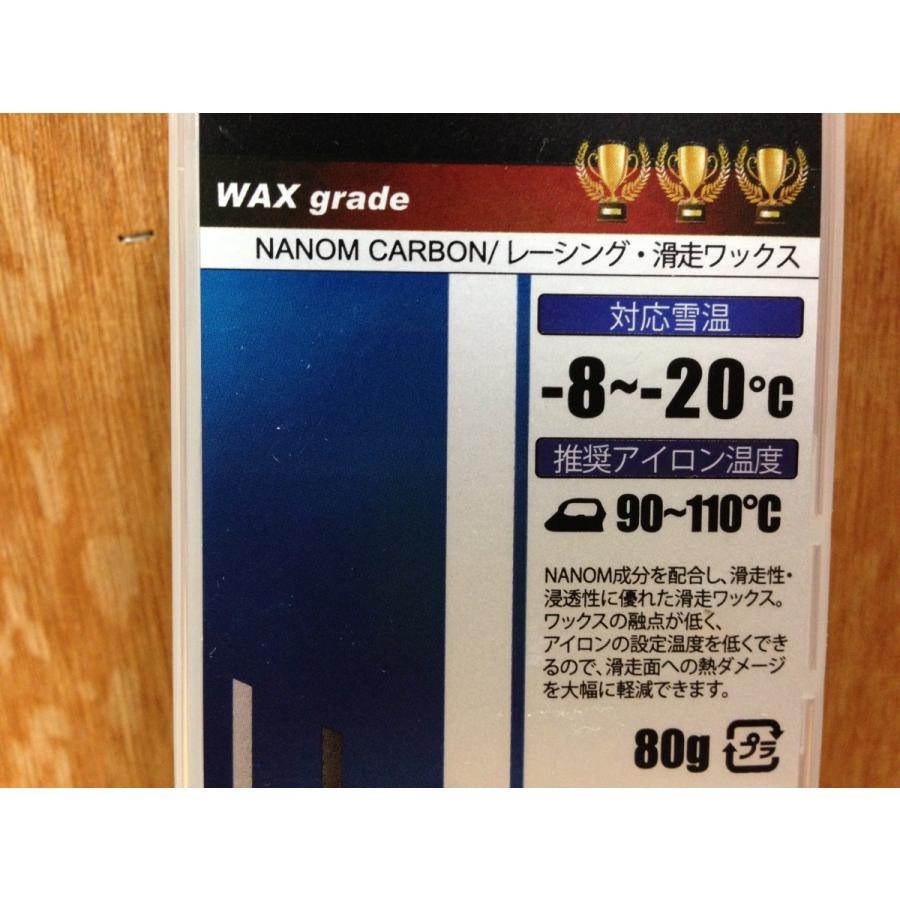 WAX grade
NANOM CARBON/レーシング・滑走ワックス
対応雪温
-8~-20℃
推奨アイロン温度
90~110℃
NANOM成分を配合し、滑走性・
浸透性に優れた滑走ワックス。
ワックスの融点が低く、
アイロンの設定温度を低くでき
るので、滑走面への熱ダメージ
を大幅に軽減できます。
80g プラ